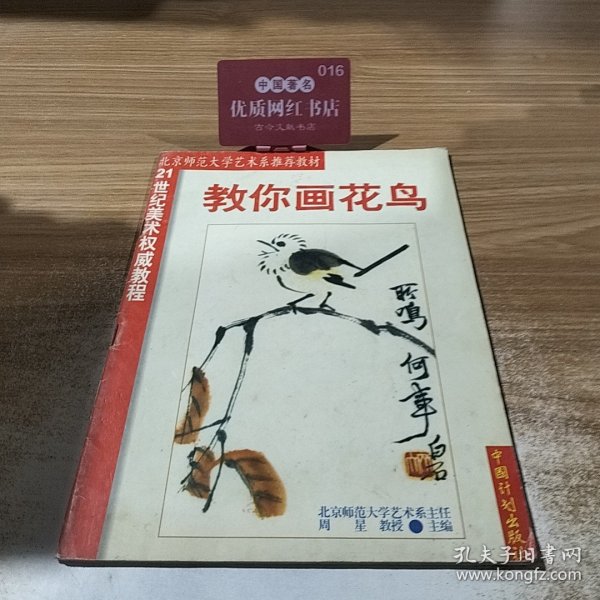 016
中国著名
优质网红书店
古今文献书店
北京师范大学艺术系推荐教材
21世纪美术权威教程
教你画花鸟
鸣
何事
白石
北京师范大学艺术系主任
周星 教授 ● 主编
中国计划出版
孔夫子旧书网
www.kongfz.com